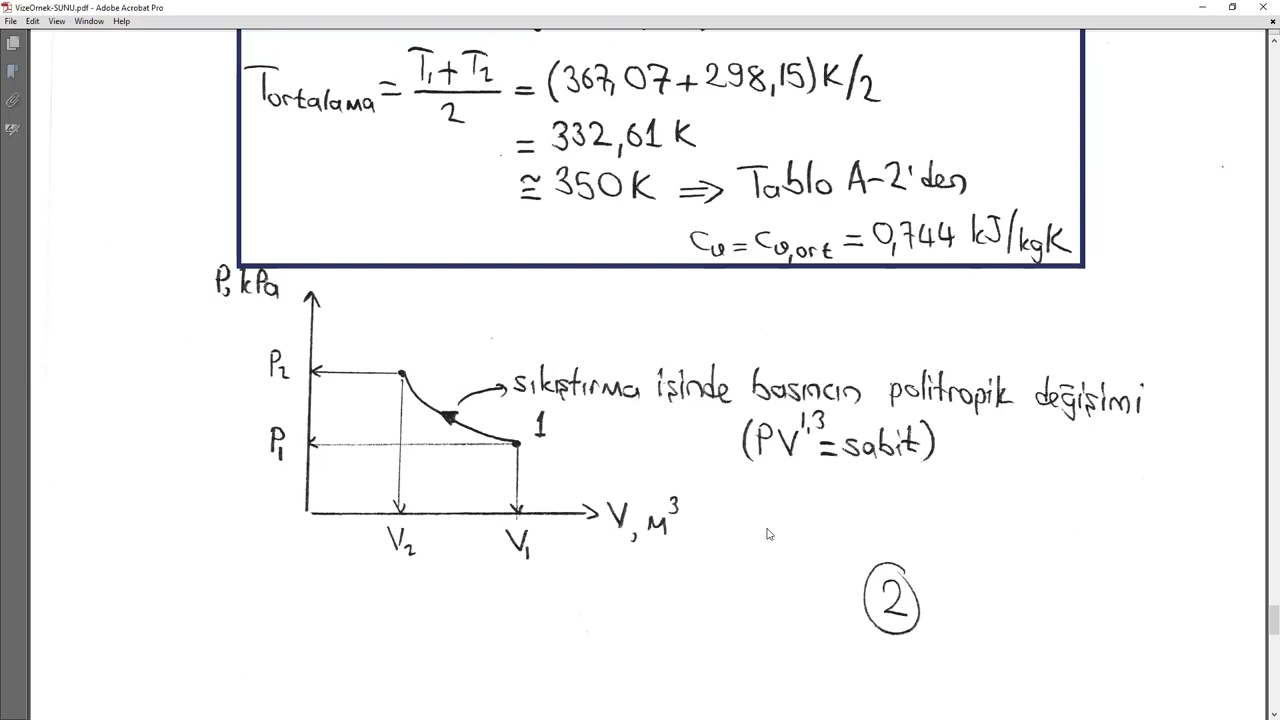 VizeOrnek-SUNU.pdf - Adobe Acrobat Pro
File Edit View Window Help
Tortalama = T1 + T2 / 2 = (367,07 + 298,15) K/2
= 332,61 K
≅ 350 K ⇒ Tablo A-2'den
Cv = Cv,ort = 0,744 kJ/kgK
P, kPa
P2
sıkıştırma işinde basıncın politropik değişimi
1
P1
(PV^1,3 = sabit)
V, m³
V2
V1
2